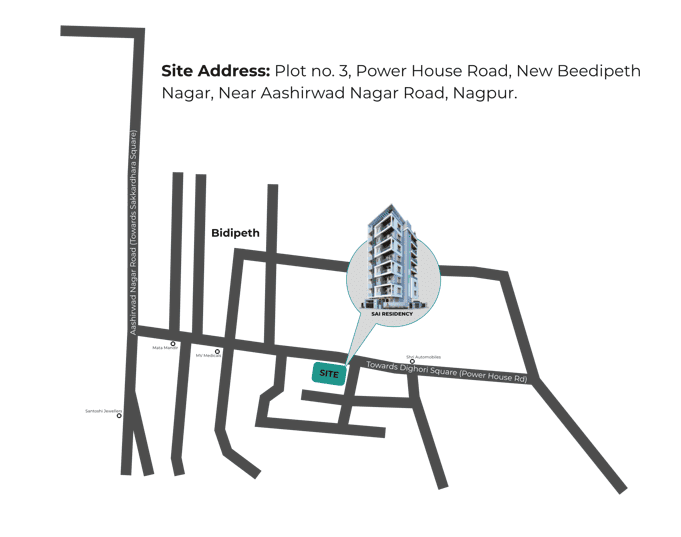 Site Address: Plot no. 3, Power House Road, New Beedipeth
Nagar, Near Aashirwad Nagar Road, Nagpur.
Aashirwad Nagar Road (Towards Sakkardhara Square)
Bidipeth
SAI RESIDENCY
Mata Mandir
Medicals
Automobiles
SITE
Towards Dighori Square (Power House Rd)
Santoshi Jewellers